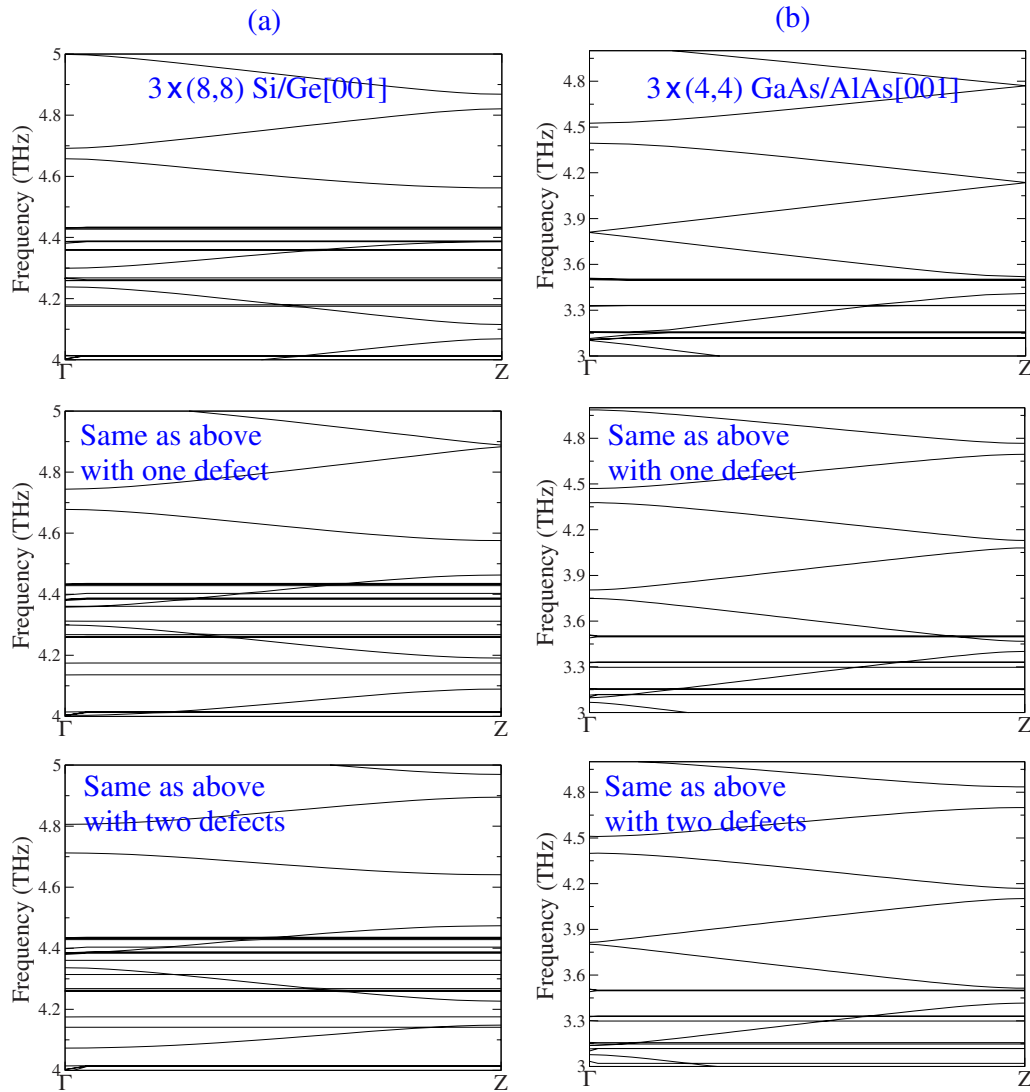 (a)
(b)
3×(8,8) Si/Ge[001]
Frequency (THz)
5
4.8
4.6
4.4
4.2
4
Γ
Z
3×(4,4) GaAs/AlAs[001]
Frequency (THz)
4.8
4.5
4.2
3.9
3.6
3.3
3
Γ
Z
Same as above
with one defect
Frequency (THz)
5
4.8
4.6
4.4
4.2
4
Γ
Z
Same as above
with one defect
Frequency (THz)
4.8
4.5
4.2
3.9
3.6
3.3
3
Γ
Z
Same as above
with two defects
Frequency (THz)
5
4.8
4.6
4.4
4.2
4
Γ
Z
Same as above
with two defects
Frequency (THz)
4.8
4.5
4.2
3.9
3.6
3.3
3
Γ
Z